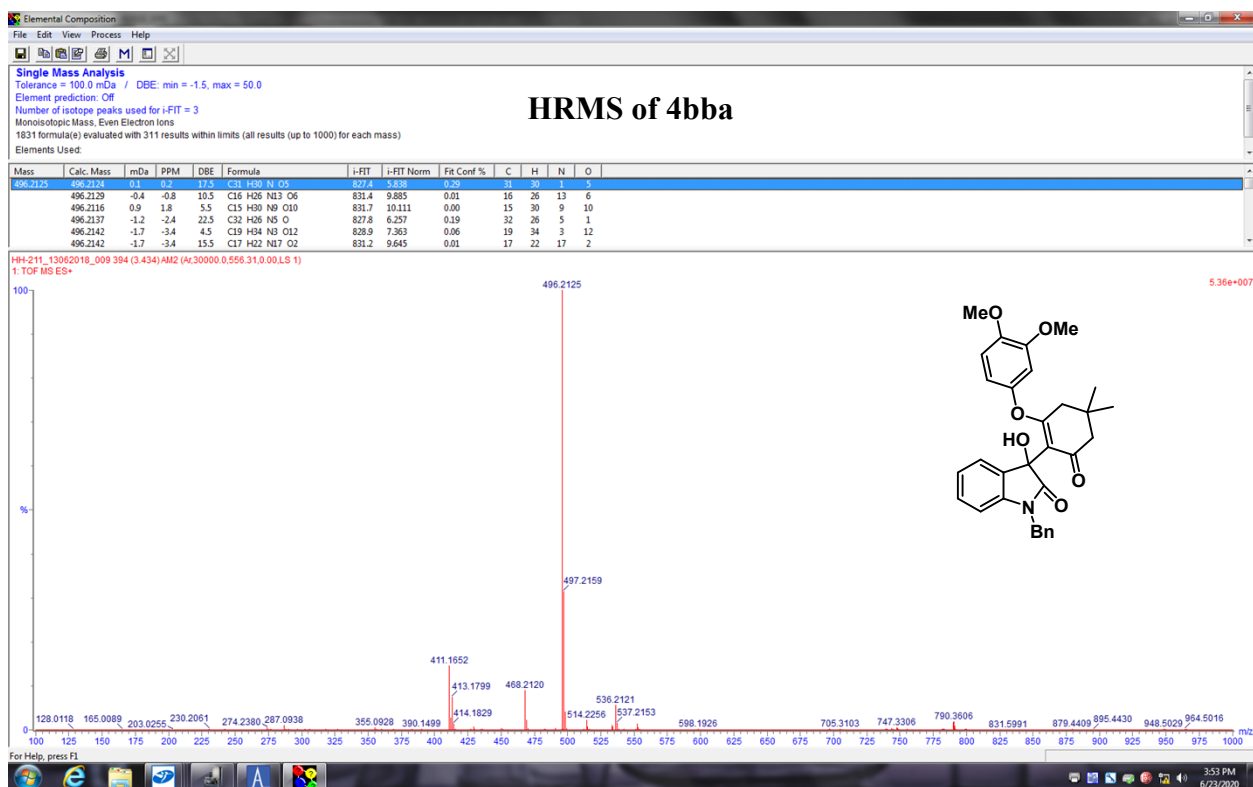 Elemental Composition
File Edit View Process Help
M
Single Mass Analysis
Tolerance = 100.0 mDa / DBE: min = -1.5, max = 50.0
Element prediction: Off
Number of isotope peaks used for i-FIT = 3
Monoisotopic Mass, Even Electron Ions
1831 formula(e) evaluated with 311 results within limits (all results (up to 1000) for each mass)
Elements Used:
HRMS of 4bba
Mass Calc. Mass mDa PPM DBE Formula i-FIT i-FIT Norm Fit Conf % C H N O
496.2125 496.2124 0.1 0.2 17.5 C31 H30 N O5 827.4 5.838 0.29 31 30 1 5
496.2129 -0.4 -0.8 10.5 C16 H26 N13 O6 831.4 9.885 0.01 16 26 13 6
496.2116 0.9 1.8 5.5 C15 H30 N9 O10 831.7 10.111 0.00 15 30 9 10
496.2137 -1.2 -2.4 22.5 C32 H26 N5 O 827.8 6.257 0.19 32 26 5 1
496.2142 -1.7 -3.4 4.5 C19 H34 N3 O12 828.9 7.363 0.06 19 34 3 12
496.2142 -1.7 -3.4 15.5 C17 H22 N17 O2 831.2 9.645 0.01 17 22 17 2
HH-211_13062018_009 394 (3.434) AM2 (Ar,30000.0,556.31,0.00,LS 1)
1: TOF MS ES+
5.36e+007
100
%
0
496.2125
497.2159
411.1652
413.1799
414.1829
468.2120
536.2121
537.2153
514.2256
128.0118 165.0089 203.0255 230.2061 274.2380 287.0938 355.0928 390.1499 598.1926 705.3103 747.3306 790.3606 831.5991 879.4409 895.4430 948.5029 964.5016
MeO
OMe
O
HO
O
O
N
Bn
100 125 150 175 200 225 250 275 300 325 350 375 400 425 450 475 500 525 550 575 600 625 650 675 700 725 750 775 800 825 850 875 900 925 950 975 1000 m/z
For Help, press F1
A
3:53 PM
6/23/2020